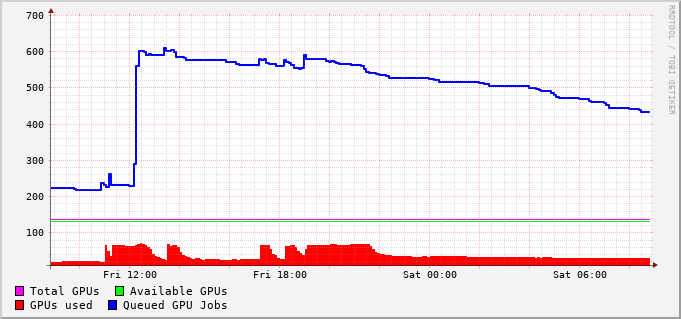 700
600
500
400
300
200
100
Fri 12:00 Fri 18:00 Sat 00:00 Sat 06:00
Total GPUs Available GPUs
GPUs used Queued GPU Jobs
RRDTOOL / TOBI OETIKER